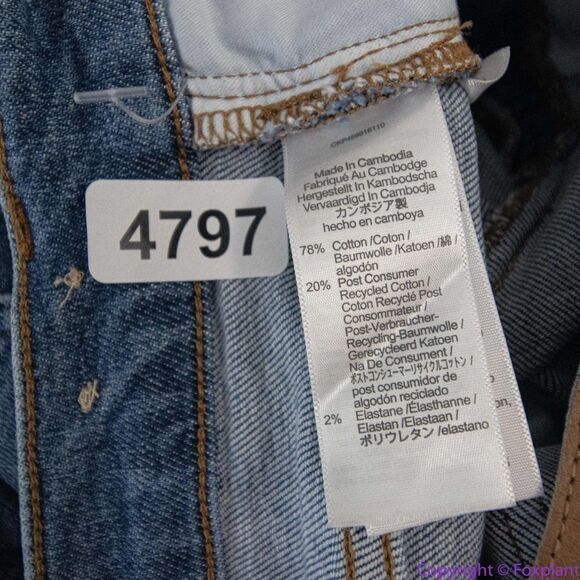 4797
Made In Cambodia
Fabriqué Au Cambodge
Hergestellt In Kambodscha
Vervaardigd In Cambodja
カンボジア製
hecho en camboya
78% Cotton /Coton /
Baumwolle /Katoen /綿 /
algodón
20% Post Consumer
Recycled Cotton /
Coton Recyclé Post
Consommateur /
Post-Verbraucher-
Recycling-Baumwolle /
Gerecycleerd Katoen
Na De Consument /
ポストコンシューマーリサイクルコットン /
post consumidor de
algodón reciclado
2% Elastane /Élasthanne /
Elastan /Elastaan /
ポリウレタン /elastano
Copyright © Foxplant